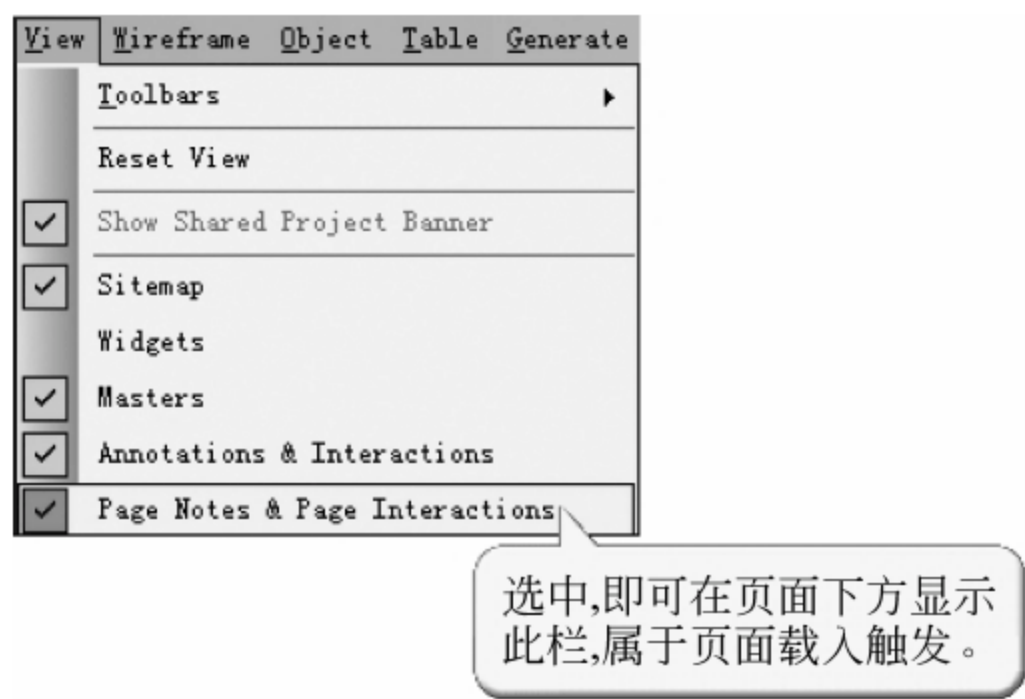 View Wireframe Object Table Generate
Toolbars
Reset View
Show Shared Project Banner
Sitemap
Widgets
Masters
Annotations & Interactions
Page Notes & Page Interactions
选中,即可在页面下方显示
此栏,属于页面载入触发。